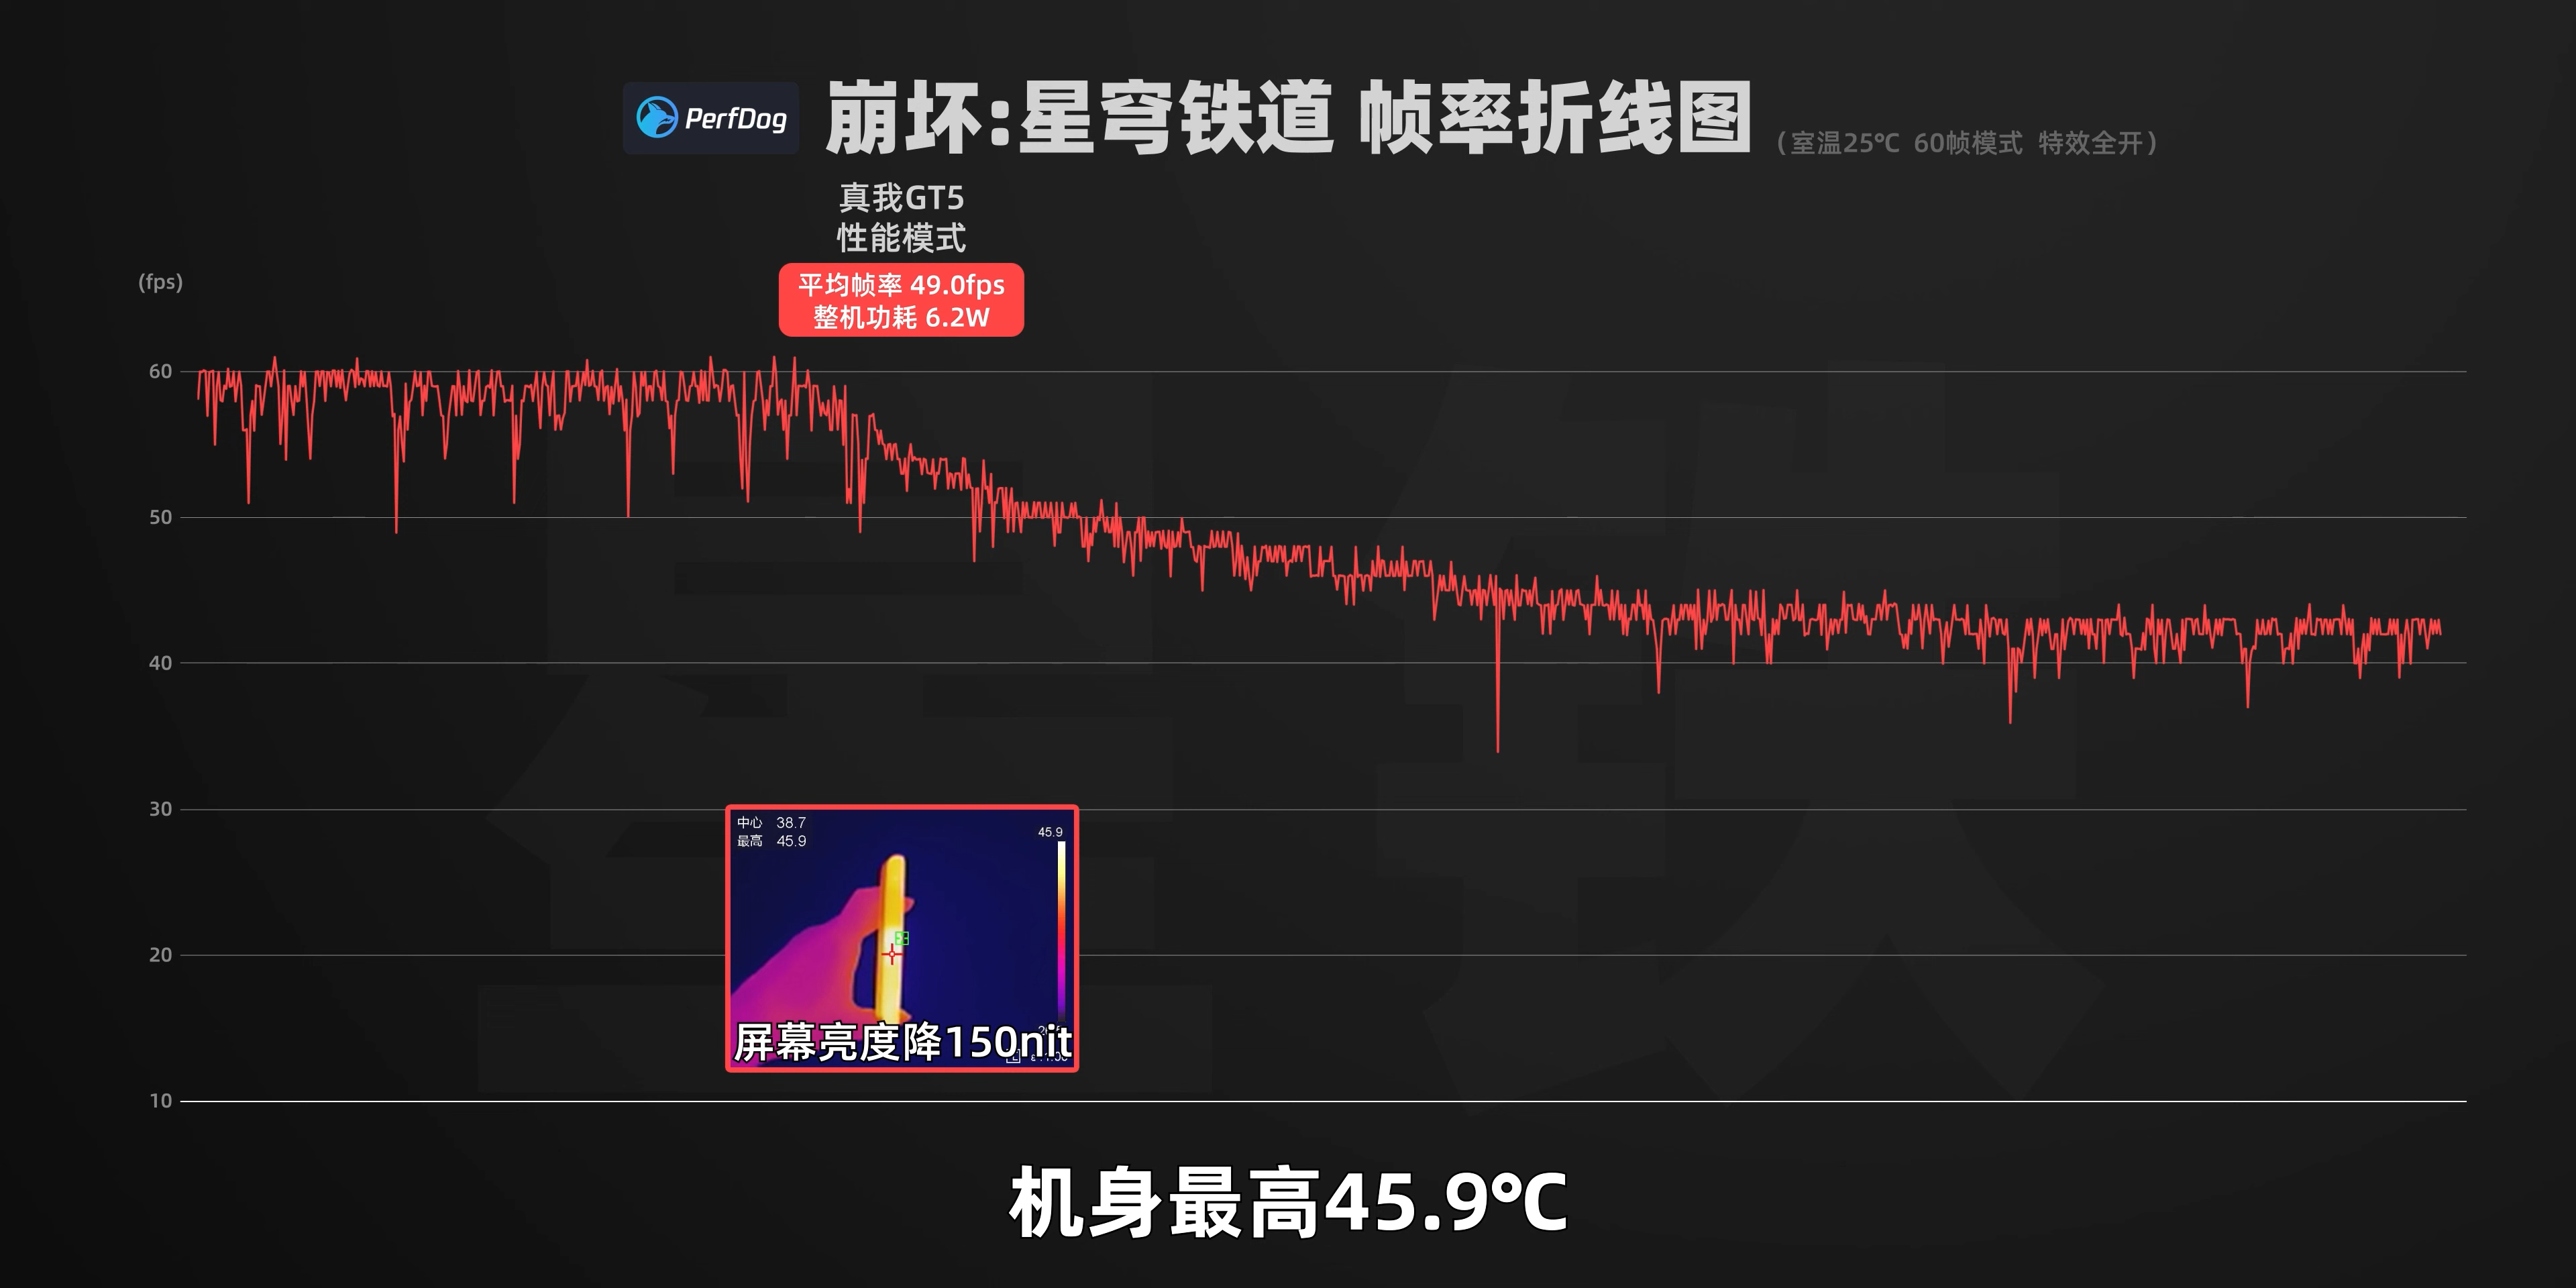 PerfDog
崩坏:星穹铁道 帧率折线图
(室温25℃ 60帧模式 特效全开)
真我GT5
性能模式
平均帧率 49.0fps
整机功耗 6.2W
(fps)
60
50
40
30
20
10
中心 38.7
最高 45.9
45.9
屏幕亮度降150nit
机身最高45.9℃